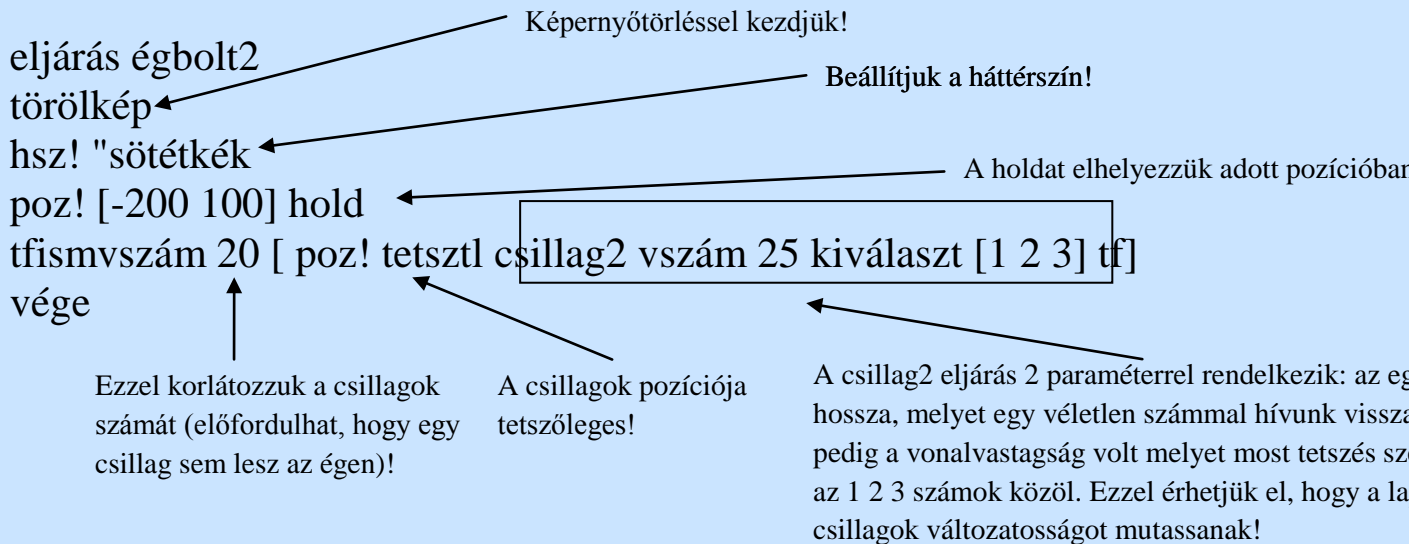 Képernyőtörléssel kezdjük!
eljárás égbolt2
Beállítjuk a háttérszín!
törölkép
hsz! "sötétkék
A holdat elhelyezzük adott pozícióban
poz! [-200 100] hold
tfismvszám 20 [ poz! tetsztl csillag2 vszám 25 kiválaszt [1 2 3] tf]
vége
Ezzel korlátozzuk a csillagok
számát (előfordulhat, hogy egy
csillag sem lesz az égen)!
A csillagok pozíciója
tetszőleges!
A csillag2 eljárás 2 paraméterrel rendelkezik: az eg
hossza, melyet egy véletlen számmal hívunk vissza
pedig a vonalvastagság volt melyet most tetszés sze
az 1 2 3 számok közöl. Ezzel érhetjük el, hogy a la
csillagok változatosságot mutassanak!